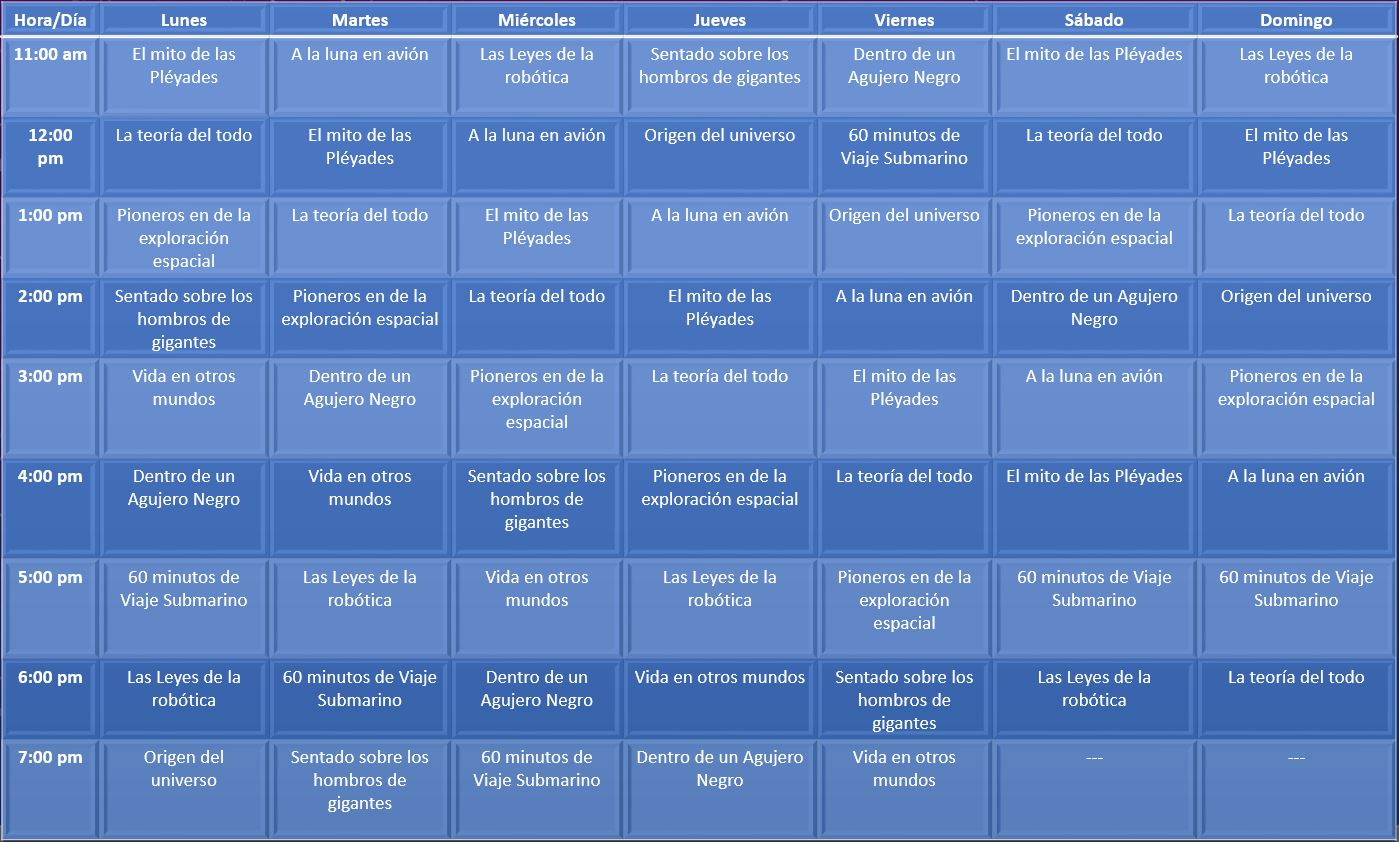 Hora/Día Lunes Martes Miércoles Jueves Viernes Sábado Domingo
11:00 am El mito de las A la luna en avión Las Leyes de la Sentado sobre los Dentro de un El mito de las Pléyades Las Leyes de la
Pléyades robótica hombros de gigantes Agujero Negro robótica
12:00 La teoría del todo El mito de las A la luna en avión Origen del universo 60 minutos de La teoría del todo El mito de las
pm Pléyades Viaje Submarino Pléyades
1:00 pm Pioneros en de la La teoría del todo El mito de las A la luna en avión Origen del universo Pioneros en de la La teoría del todo
exploración Pléyades exploración espacial
espacial
2:00 pm Sentado sobre los Pioneros en de la La teoría del todo El mito de las A la luna en avión Dentro de un Agujero Origen del universo
hombros de exploración espacial Pléyades Negro
gigantes
3:00 pm Vida en otros Dentro de un Pioneros en de la La teoría del todo El mito de las A la luna en avión Pioneros en de la
mundos Agujero Negro exploración Pléyades exploración espacial
espacial
4:00 pm Dentro de un Vida en otros Sentado sobre los Pioneros en de la La teoría del todo El mito de las Pléyades A la luna en avión
Agujero Negro mundos hombros de exploración espacial
gigantes
5:00 pm 60 minutos de Las Leyes de la Vida en otros Las Leyes de la Pioneros en de la 60 minutos de Viaje 60 minutos de Viaje
Viaje Submarino robótica mundos robótica exploración Submarino Submarino
espacial
6:00 pm Las Leyes de la 60 minutos de Viaje Dentro de un Vida en otros mundos Sentado sobre los Las Leyes de la La teoría del todo
robótica Submarino Agujero Negro hombros de robótica
gigantes
7:00 pm Origen del Sentado sobre los 60 minutos de Dentro de un Agujero Vida en otros --- ---
universo hombros de Viaje Submarino Negro mundos
gigantes